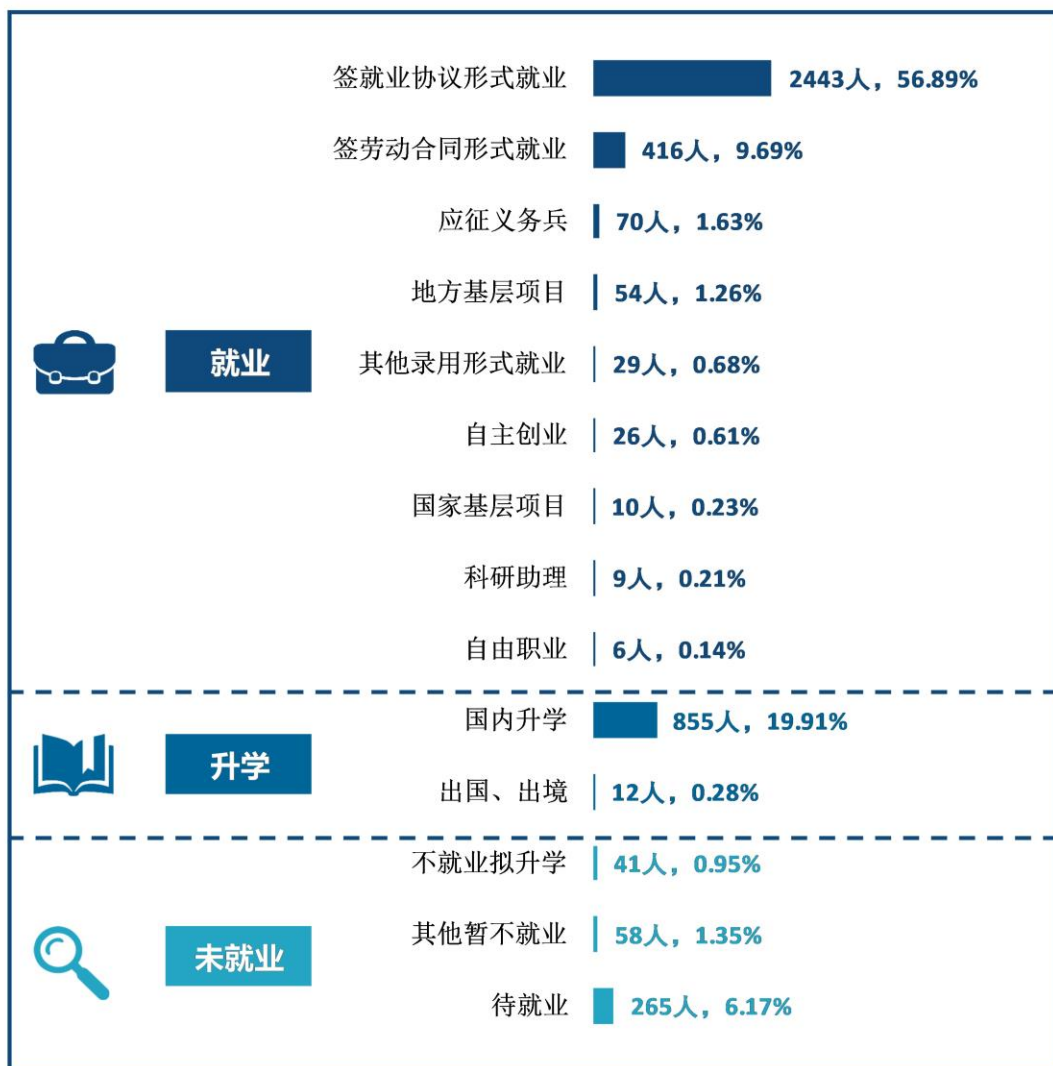 签就业协议形式就业 2443人，56.89%
签劳动合同形式就业 416人，9.69%
应征义务兵 70人，1.63%
地方基层项目 54人，1.26%
就业 其他录用形式就业 29人，0.68%
自主创业 26人，0.61%
国家基层项目 10人，0.23%
科研助理 9人，0.21%
自由职业 6人，0.14%
国内升学 855人，19.91%
升学
出国、出境 12人，0.28%
不就业拟升学 41人，0.95%
其他暂不就业 58人，1.35%
未就业
待就业 265人，6.17%